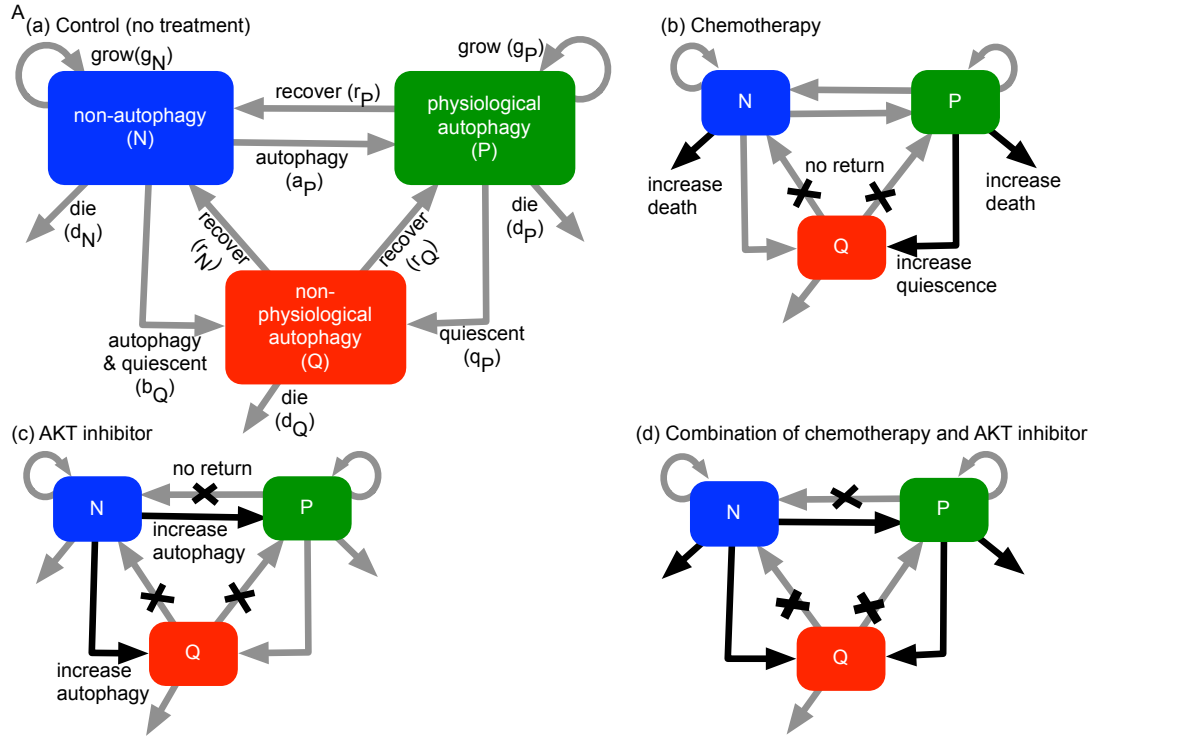 A
(a) Control (no treatment)
grow(gN)
grow (gP)
non-autophagy
(N)
recover (rP)
autophagy
(aP)
physiological
autophagy
(P)
die
(dN)
recover
(rN)
recover
(rQ)
die
(dP)
non-
physiological
autophagy
(Q)
autophagy
& quiescent
(bQ)
quiescent
(qP)
die
(dQ)
(b) Chemotherapy
N
P
no return
increase
death
increase
death
Q
increase
quiescence
(c) AKT inhibitor
no return
N
P
increase
autophagy
Q
increase
autophagy
(d) Combination of chemotherapy and AKT inhibitor
N
P
Q